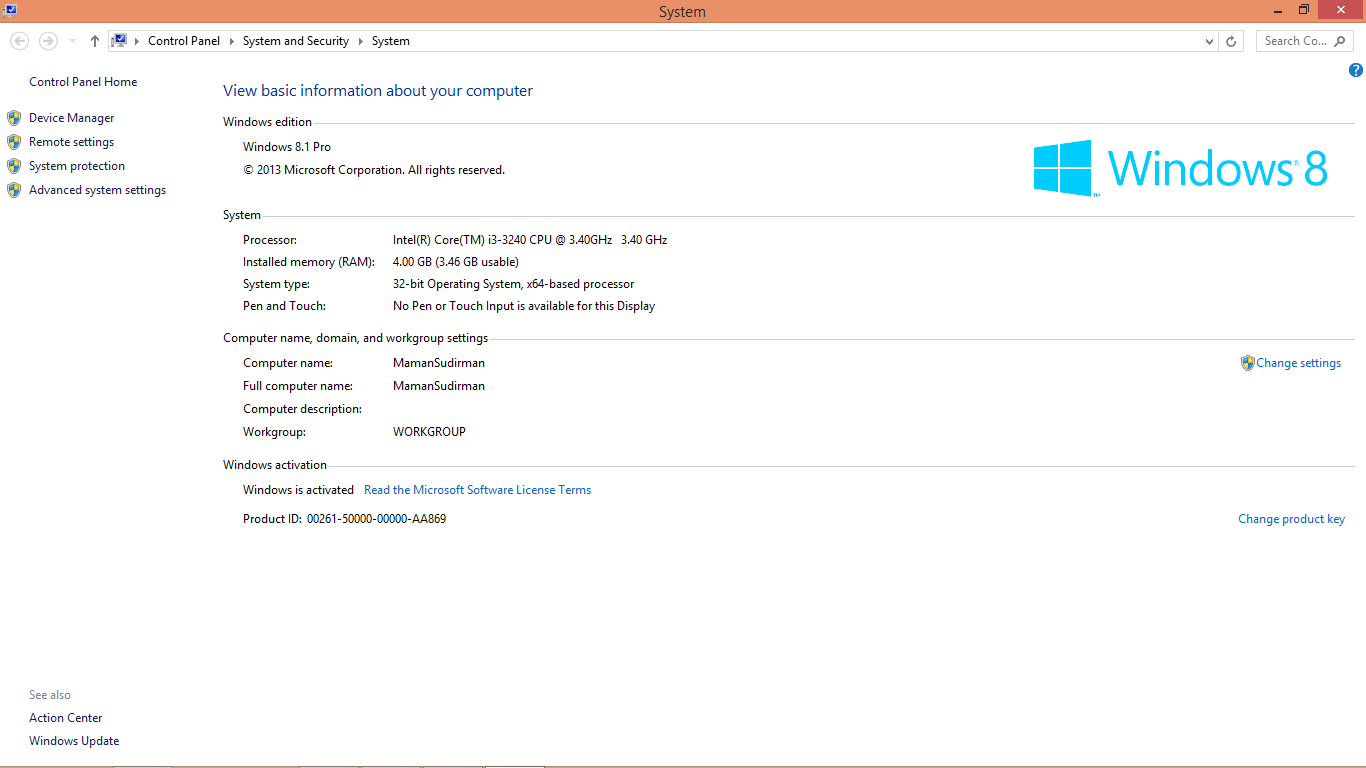 System
Control Panel System and Security System
Search Co...
Control Panel Home
Device Manager
Remote settings
System protection
Advanced system settings
View basic information about your computer
Windows edition
Windows 8.1 Pro
© 2013 Microsoft Corporation. All rights reserved.
Windows® 8
™
System
Processor: Intel(R) Core(TM) i3-3240 CPU @ 3.40GHz 3.40 GHz
Installed memory (RAM): 4.00 GB (3.46 GB usable)
System type: 32-bit Operating System, x64-based processor
Pen and Touch: No Pen or Touch Input is available for this Display
Computer name, domain, and workgroup settings
Computer name: MamanSudirman
Change settings
Full computer name: MamanSudirman
Computer description:
Workgroup: WORKGROUP
Windows activation
Windows is activated Read the Microsoft Software License Terms
Product ID: 00261-50000-00000-AA869
Change product key
See also
Action Center
Windows Update